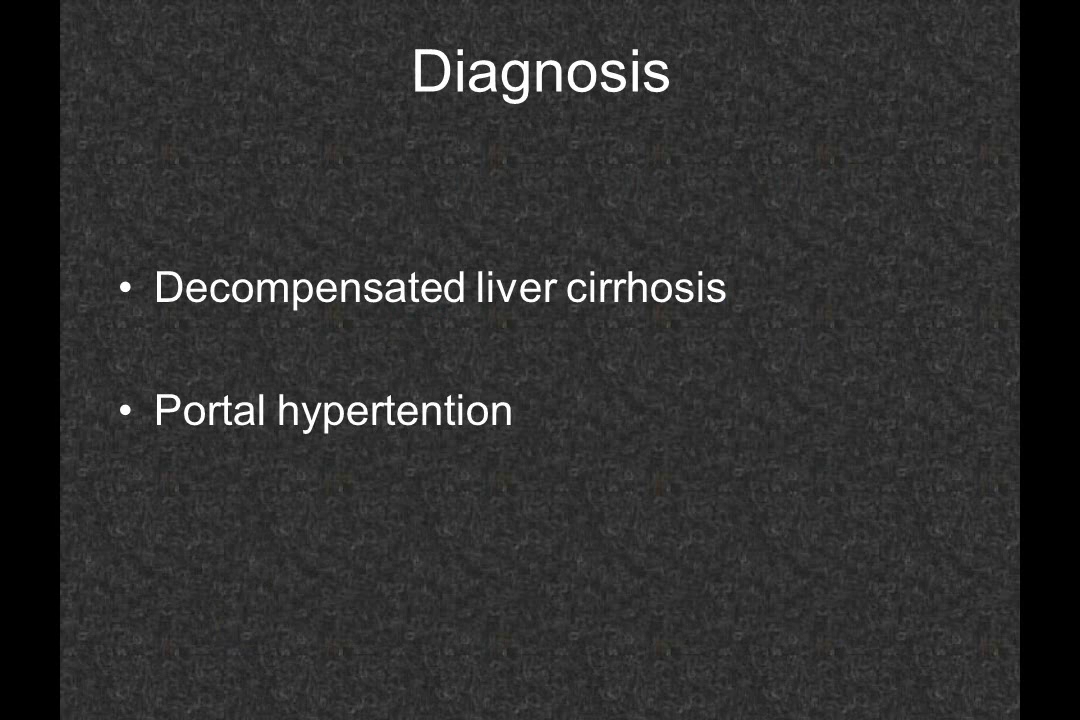 Diagnosis
• Decompensated liver cirrhosis
• Portal hypertention